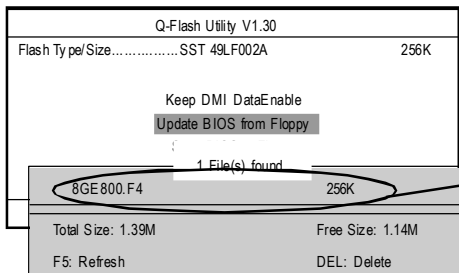 Q-Flash Utility V1.30
Flash Type/Size................SST 49LF002A 256K
Keep DMI DataEnable
Update BIOS from Floppy
1 File(s) found
8GE800.F4 256K
Total Size: 1.39M Free Size: 1.14M
F5: Refresh DEL: Delete